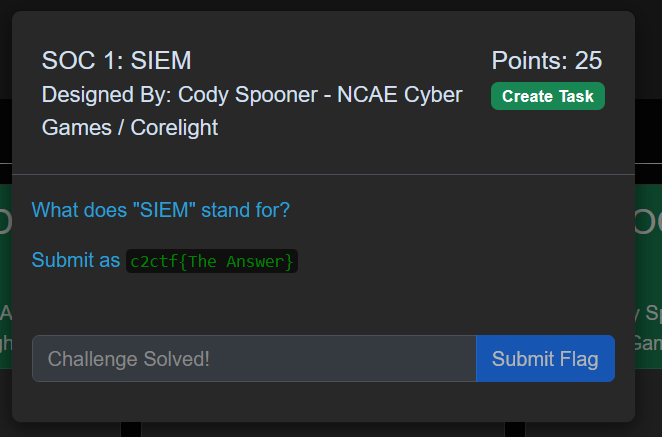 SOC 1: SIEM
Points: 25
Designed By: Cody Spooner - NCAE Cyber
Games / Corelight
Create Task
What does "SIEM" stand for?
Submit as c2ctf{The Answer}
Challenge Solved!
Submit Flag